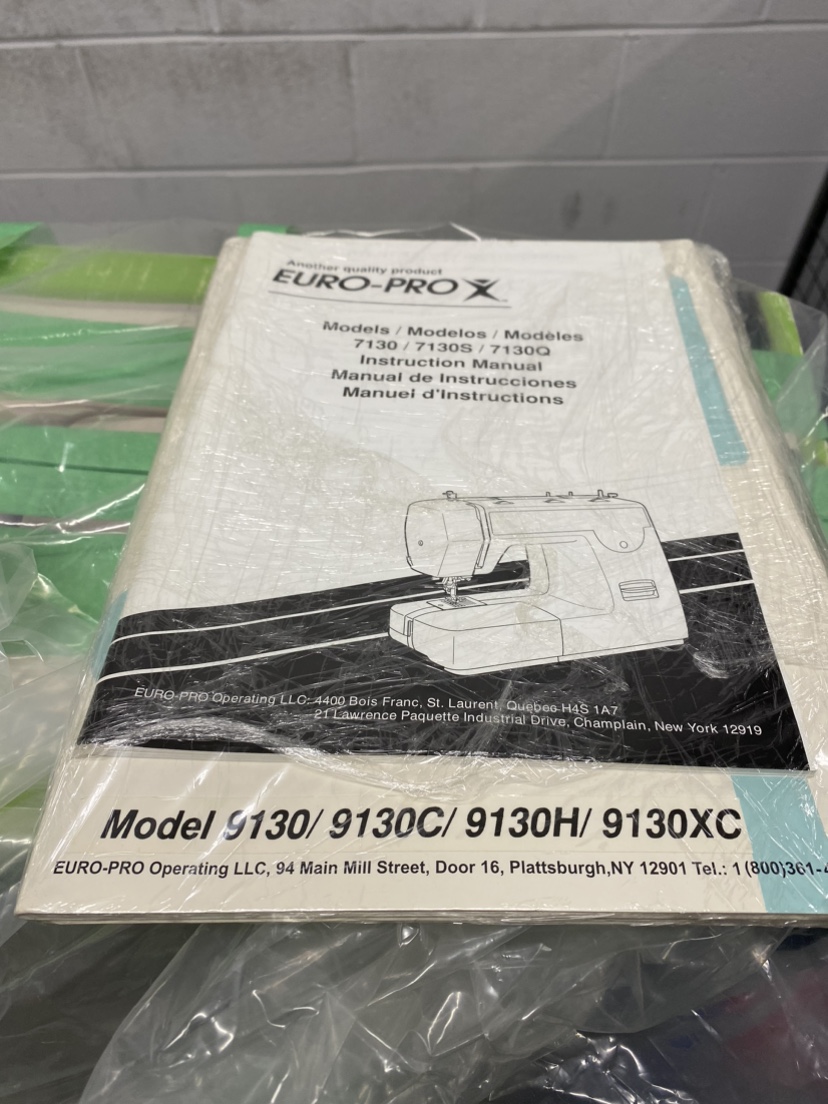 Another quality product
EURO-PRO X
Models / Modelos / Modèles
7130 / 7130S / 7130Q
Instruction Manual
Manual de Instrucciones
Manuel d'Instructions
EURO-PRO Operating LLC: 4400 Bois Franc, St. Laurent, Quebec H4S 1A7
21 Lawrence Paquette Industrial Drive, Champlain, New York 12919
Model 9130/ 9130C/ 9130H/ 9130XC
EURO-PRO Operating LLC, 94 Main Mill Street, Door 16, Plattsburgh,NY 12901 Tel.: 1 (800)361-4